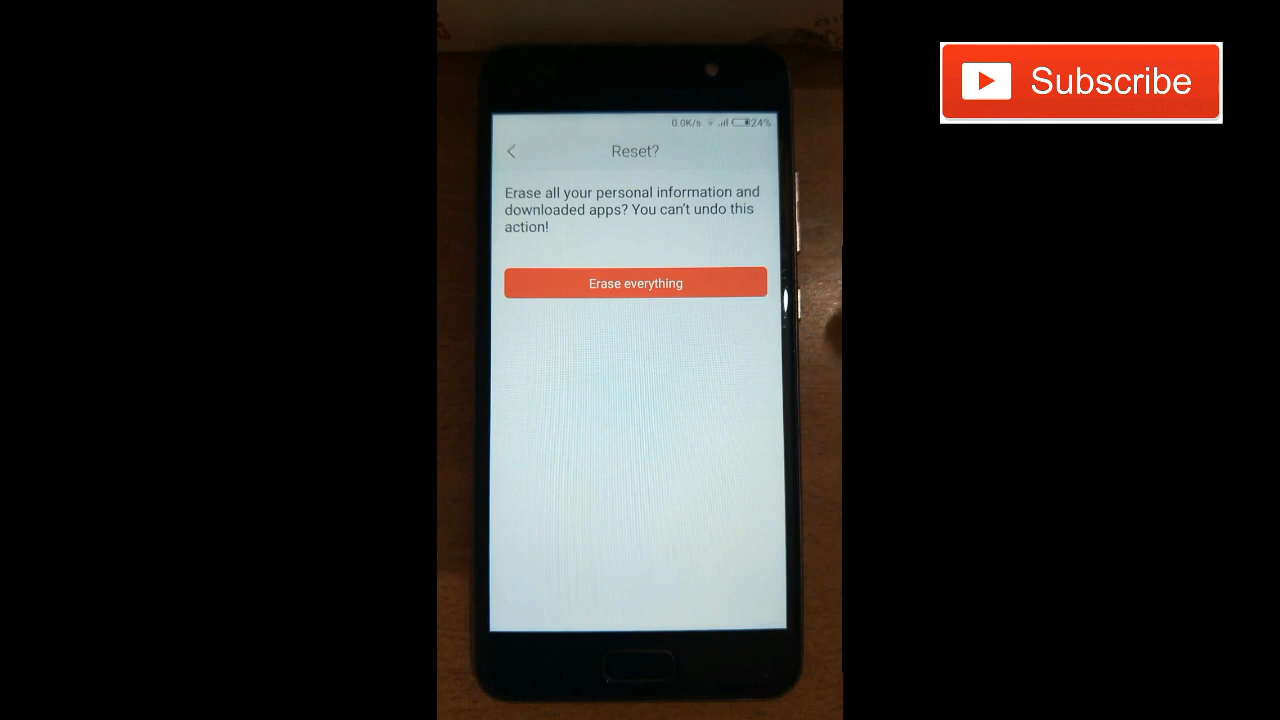 Subscribe
0.0K/s 24%
Reset?
Erase all your personal information and
downloaded apps? You can't undo this
action!
Erase everything